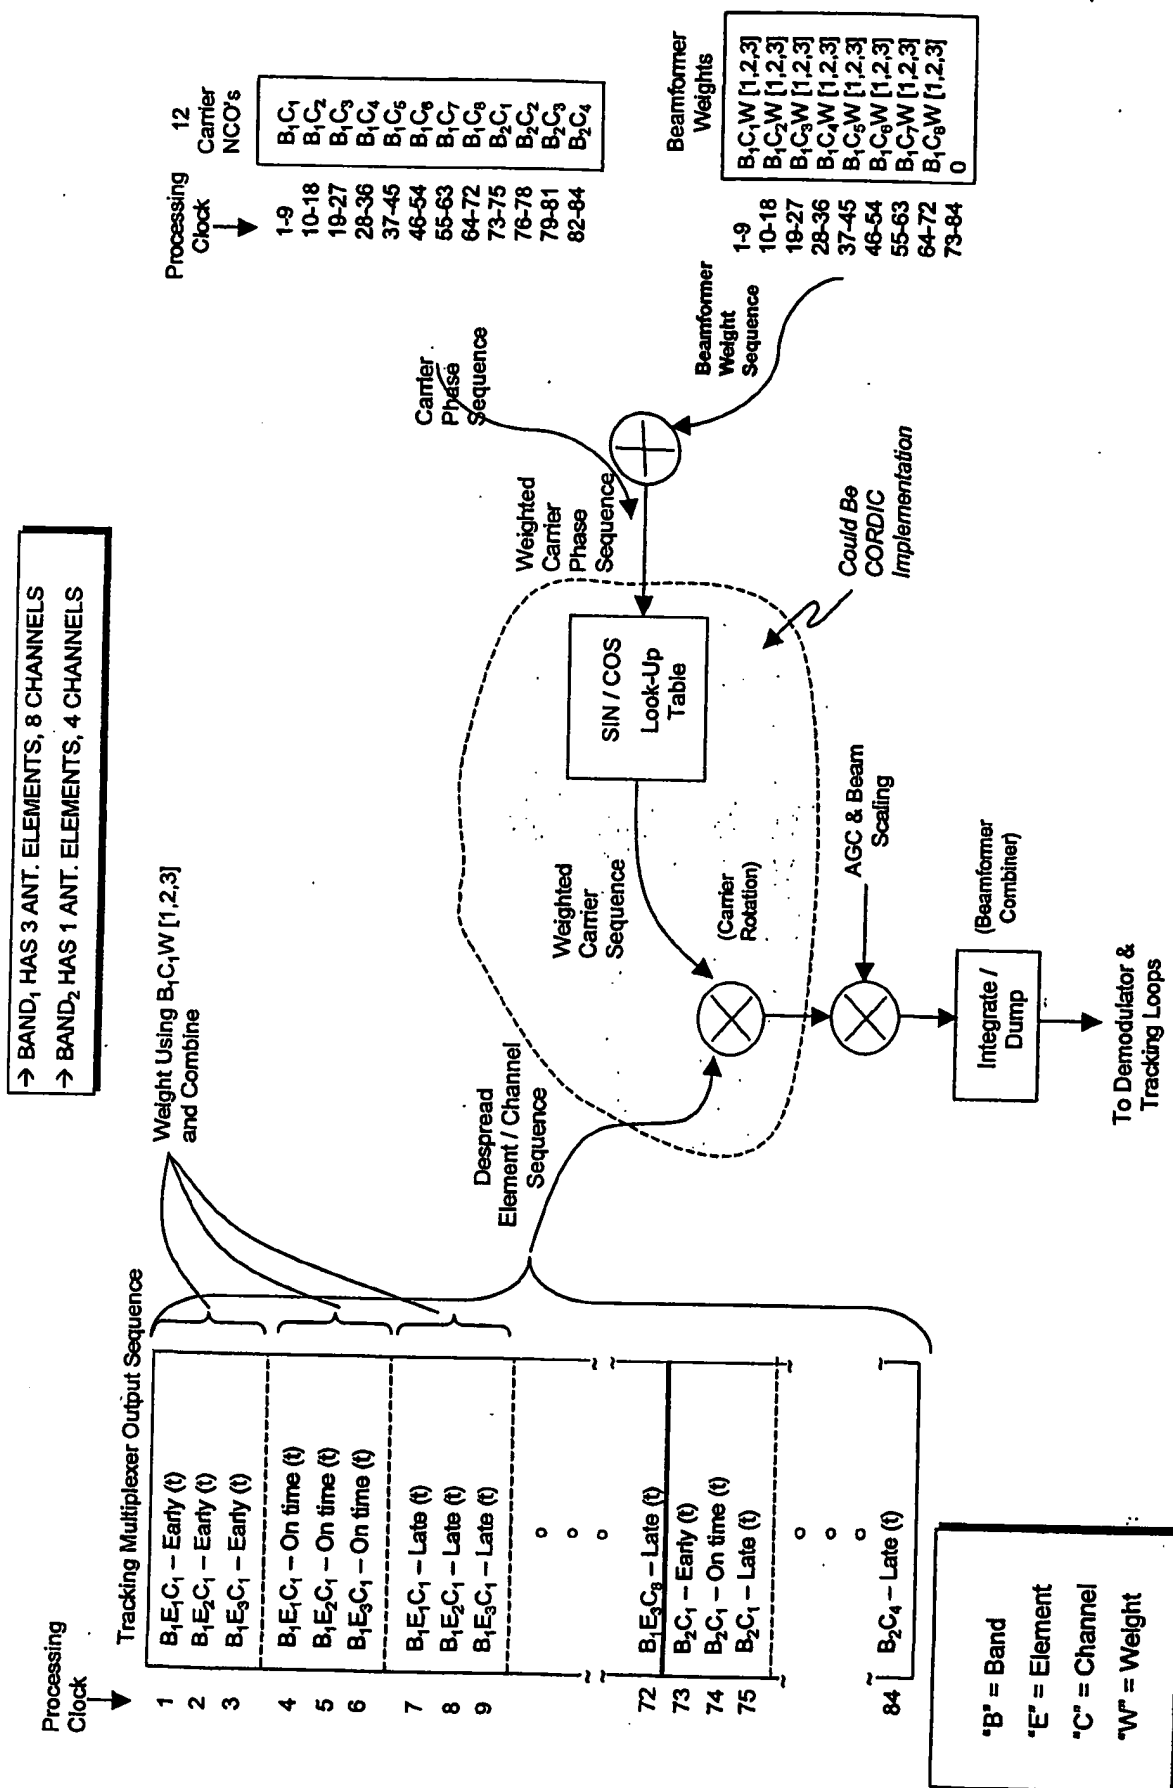 → BAND₁ HAS 3 ANT. ELEMENTS, 8 CHANNELS
→ BAND₂ HAS 1 ANT. ELEMENTS, 4 CHANNELS
Processing
Clock
Tracking Multiplexer Output Sequence
1 B₁E₁C₁ – Early (t)
2 B₁E₂C₁ – Early (t)
3 B₁E₃C₁ – Early (t)
4 B₁E₁C₁ – On time (t)
5 B₁E₂C₁ – On time (t)
6 B₁E₃C₁ – On time (t)
7 B₁E₁C₁ – Late (t)
8 B₁E₂C₁ – Late (t)
9 B₁E₃C₁ – Late (t)
72 B₁E₃C₈ – Late (t)
73 B₂C₁ – Early (t)
74 B₂C₁ – On time (t)
75 B₂C₁ – Late (t)
84 B₂C₄ – Late (t)
Weight Using B₁C₁W [1,2,3]
and Combine
Despread
Element / Channel
Sequence
Weighted
Carrier
Sequence
(Carrier
Rotation)
SIN / COS
Look-Up
Table
Weighted
Carrier
Phase
Sequence
Carrier
Phase
Sequence
Beamformer
Weight
Sequence
Could Be
CORDIC
Implementation
AGC & Beam
Scaling
Integrate /
Dump
(Beamformer
Combiner)
To Demodulator &
Tracking Loops
Processing
Clock
12
Carrier
NCO's
1-9 B₁C₁
10-18 B₁C₂
19-27 B₁C₃
28-36 B₁C₄
37-45 B₁C₅
46-54 B₁C₆
55-63 B₁C₇
64-72 B₁C₈
73-75 B₂C₁
76-78 B₂C₂
79-81 B₂C₃
82-84 B₂C₄
Beamformer
Weights
1-9 B₁C₁W [1,2,3]
10-18 B₁C₂W [1,2,3]
19-27 B₁C₃W [1,2,3]
28-36 B₁C₄W [1,2,3]
37-45 B₁C₅W [1,2,3]
46-54 B₁C₆W [1,2,3]
55-63 B₁C₇W [1,2,3]
64-72 B₁C₈W [1,2,3]
73-84 0
"B" = Band
"E" = Element
"C" = Channel
"W" = Weight